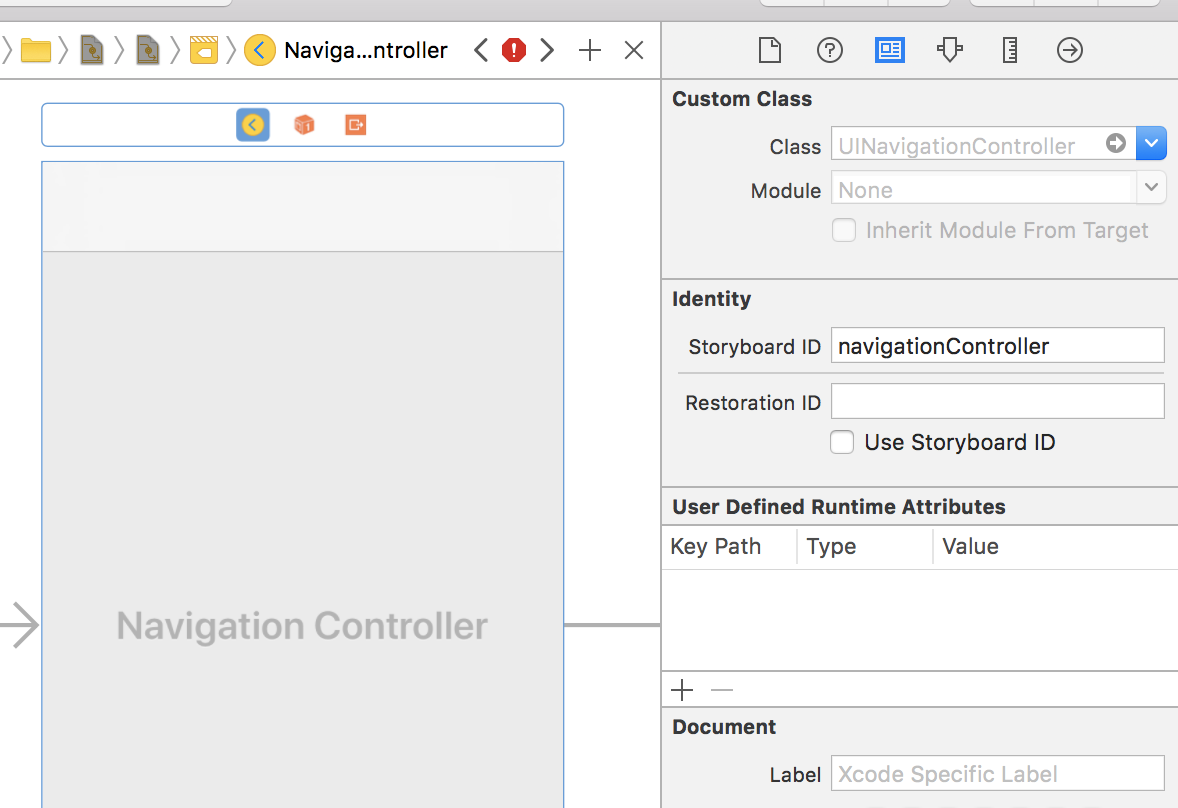 Naviga...ntroller
Custom Class
Class UINavigationController
Module None
Inherit Module From Target
Identity
Storyboard ID navigationController
Restoration ID
Use Storyboard ID
User Defined Runtime Attributes
Key Path Type Value
Navigation Controller
Document
Label Xcode Specific Label